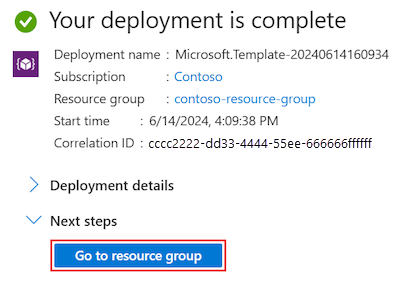 Your deployment is complete
Deployment name : Microsoft.Template-20240614160934
Subscription : Contoso
Resource group : contoso-resource-group
Start time : 6/14/2024, 4:09:38 PM
Correlation ID : cccc2222-dd33-4444-55ee-666666ffffff
Deployment details
Next steps
Go to resource group